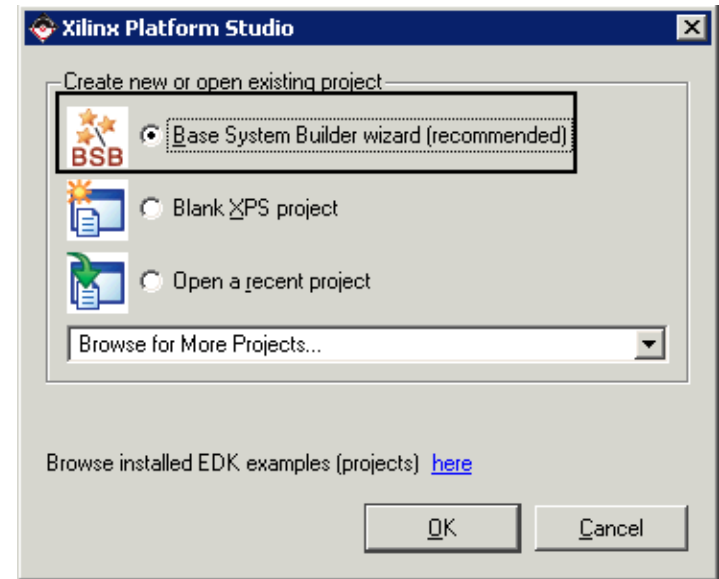 Xilinx Platform Studio
Create new or open existing project
BSB
Base System Builder wizard (recommended)
Blank XPS project
Open a recent project
Browse for More Projects...
Browse installed EDK examples (projects) here
OK Cancel